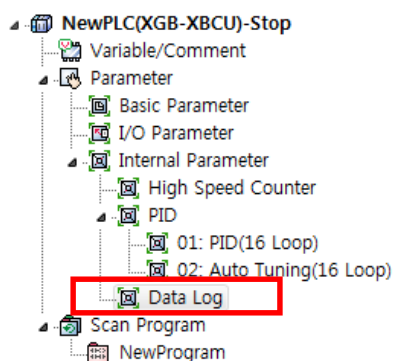 NewPLC(XGB-XBCU)-Stop
Variable/Comment
Parameter
Basic Parameter
I/O Parameter
Internal Parameter
High Speed Counter
PID
01: PID(16 Loop)
02: Auto Tuning(16 Loop)
Data Log
Scan Program
NewProgram